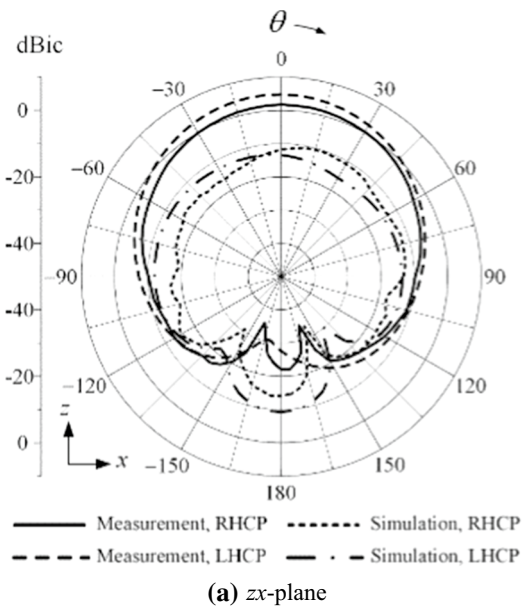 θ
dBic
0
−30
30
0
−60
60
-20
-40
−90
90
-40
-20
−120
120
0
z
x
−150
150
180
Measurement, RHCP
Simulation, RHCP
Measurement, LHCP
Simulation, LHCP
(a) zx-plane